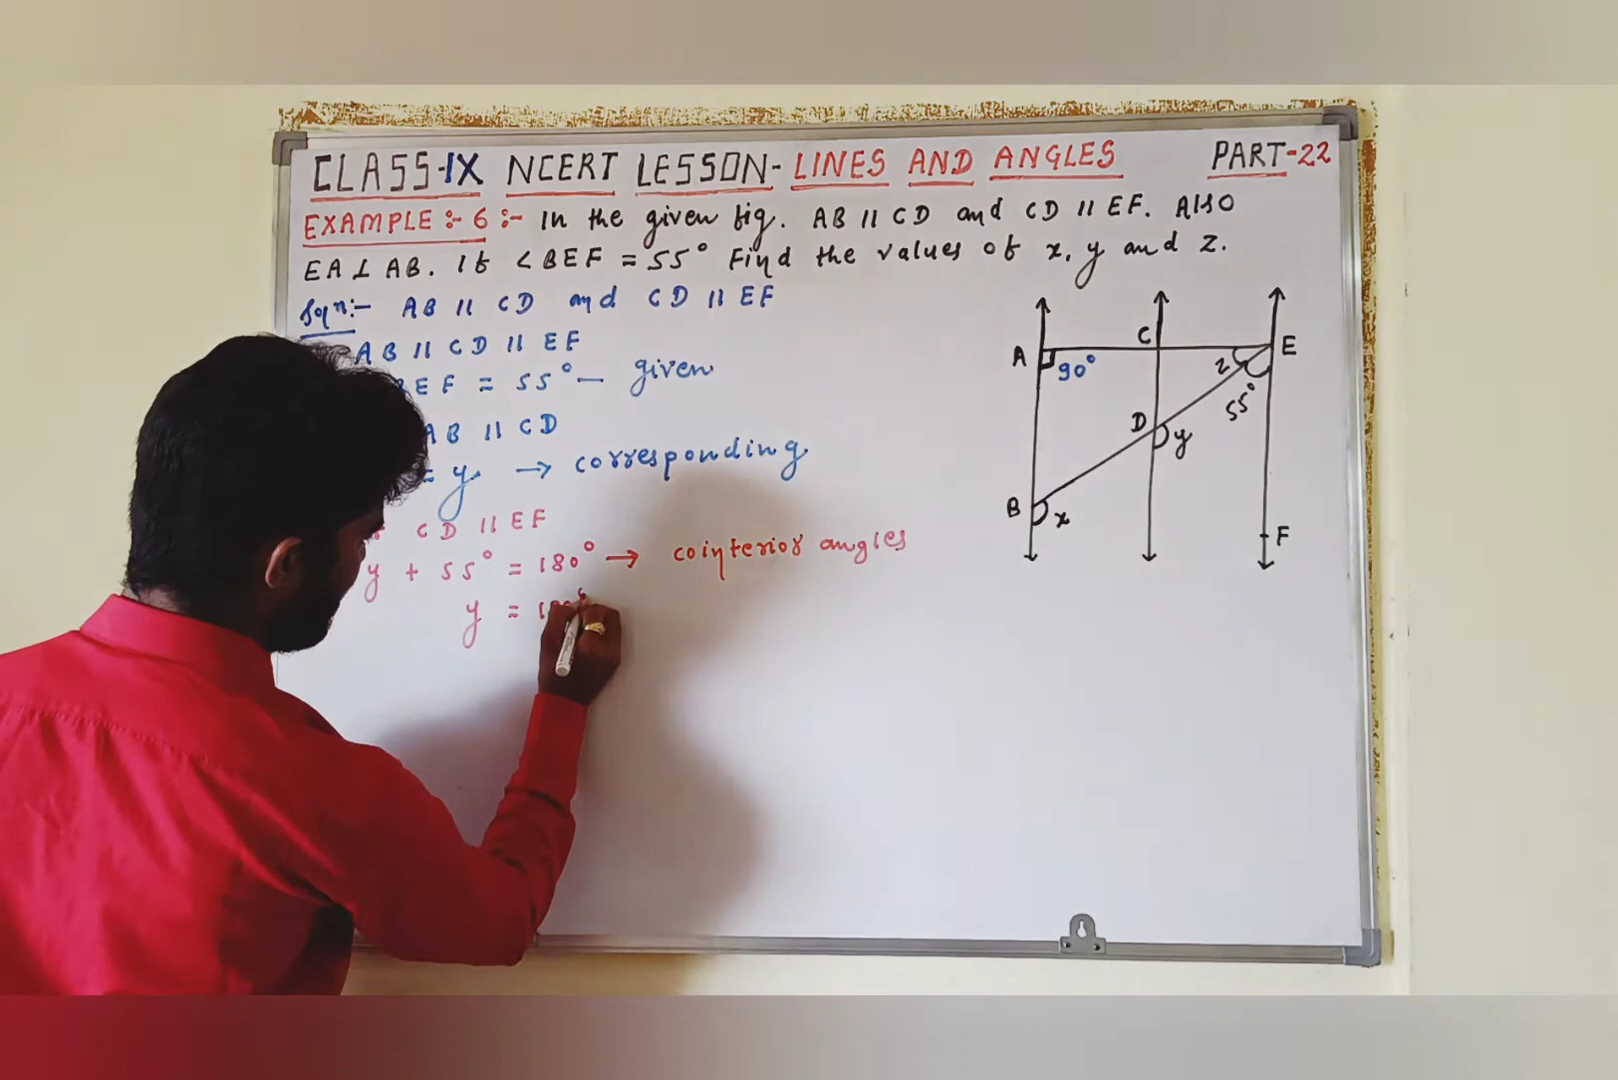 CLASS-IX NCERT LESSON- LINES AND ANGLES PART-22
EXAMPLE :- 6 :- In the given fig. AB || CD and CD || EF. Also
EA ⊥ AB. If <BEF = 55° Find the values of x, y and z.
Sqn:- AB || CD and CD || EF
AB || CD || EF
EF = 55° — given
AB || CD
= y. → corresponding
CD || EF
y + 55° = 180° → cointerior angles
y =
A
90°
C
E
z
55°
D
y
B
x
F